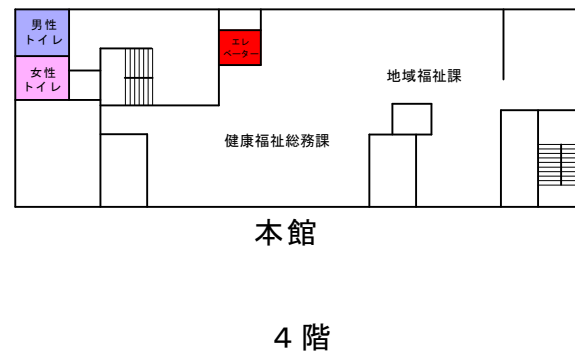 男性
トイレ
女性
トイレ
エレ
ベーター
地域福祉課
健康福祉総務課
本館
４階